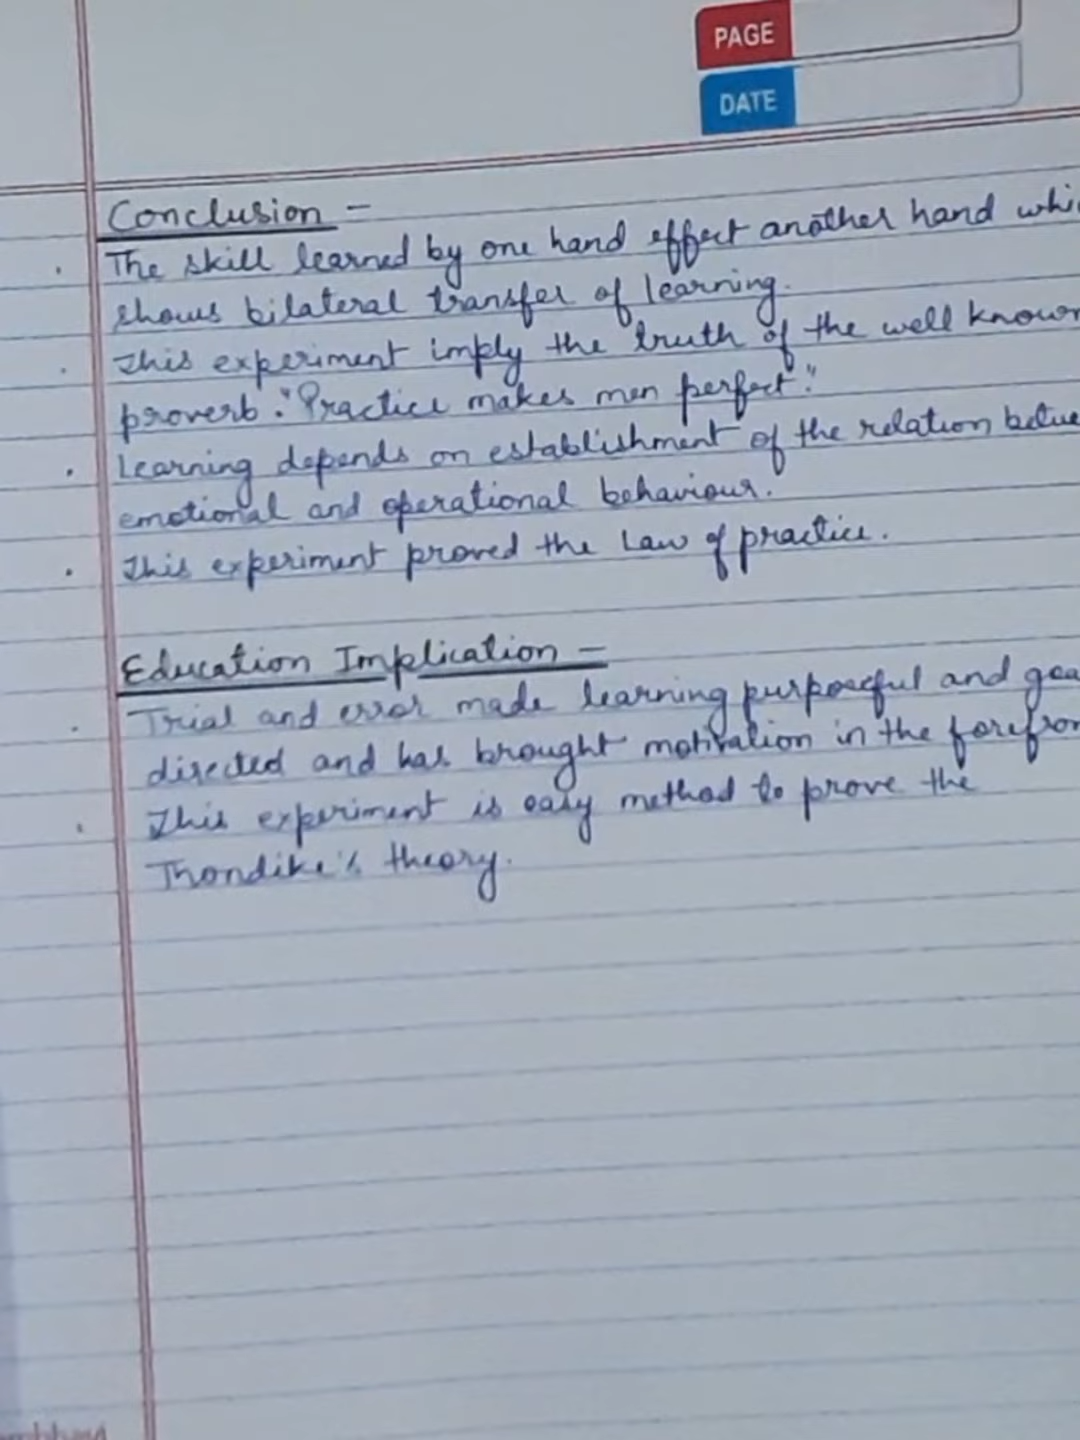 PAGE
DATE
Conclusion -
The skill learned by one hand effect another hand whi
shows bilateral transfer of learning.
This experiment imply the truth of the well known
proverb. "Practice makes men perfect."
Learning depends on establishment of the relation betwe
emotional and operational behaviour.
This experiment proved the Law of practice.
Education Implication -
Trial and error made learning purposeful and goa
directed and has brought motivation in the forefron
This experiment is easy method to prove the
Thondike's theory.